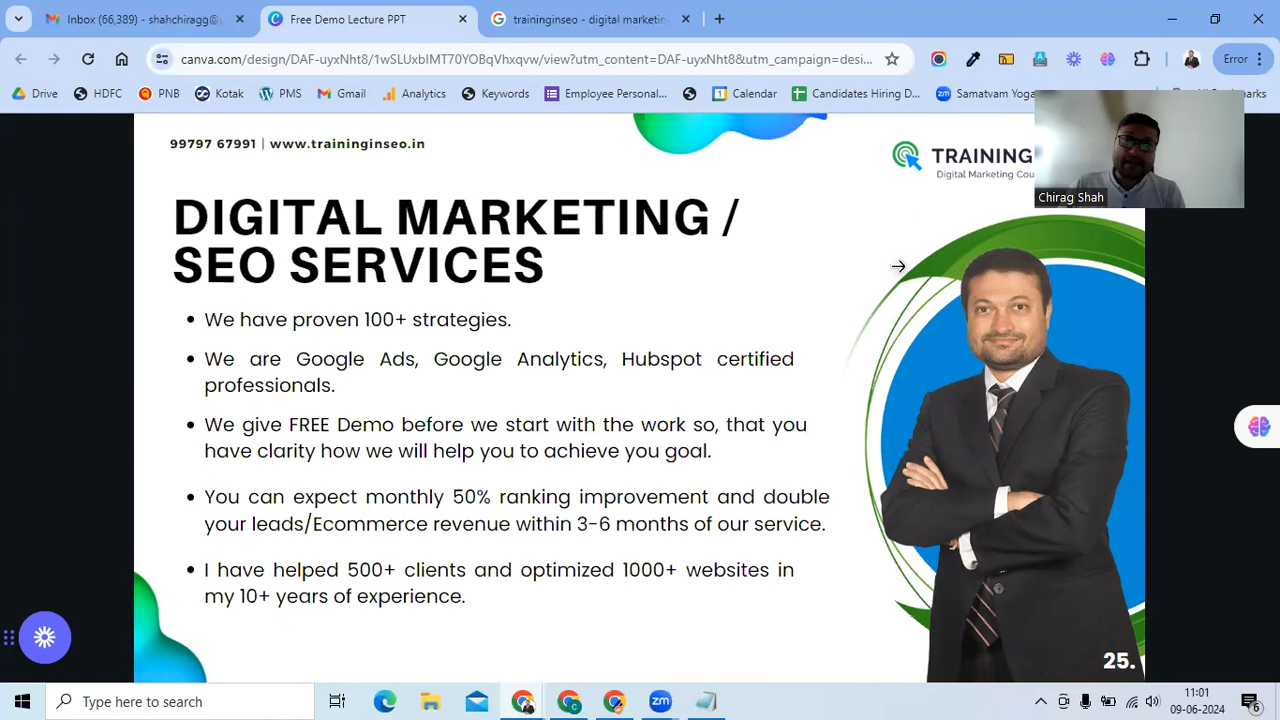 Inbox (66,389) - shahchiragg@
Free Demo Lecture PPT
traininginseo - digital marketin
canva.com/design/DAF-uyxNht8/1wSLUxbIMT70YOBqVhxqvw/view?utm_content=DAF-uyxNht8&utm_campaign=desi...
Error
Drive
HDFC
PNB
Kotak
PMS
Gmail
Analytics
Keywords
Employee Personal...
Calendar
Candidates Hiring D...
Samatvam Yoga
99797 67991 | www.traininginseo.in
TRAINING
Digital Marketing Cou
Chirag Shah
DIGITAL MARKETING /
SEO SERVICES
• We have proven 100+ strategies.
• We are Google Ads, Google Analytics, Hubspot certified
professionals.
• We give FREE Demo before we start with the work so, that you
have clarity how we will help you to achieve you goal.
• You can expect monthly 50% ranking improvement and double
your leads/Ecommerce revenue within 3-6 months of our service.
• I have helped 500+ clients and optimized 1000+ websites in
my 10+ years of experience.
25.
Type here to search
zm
11:01
09-06-2024
6